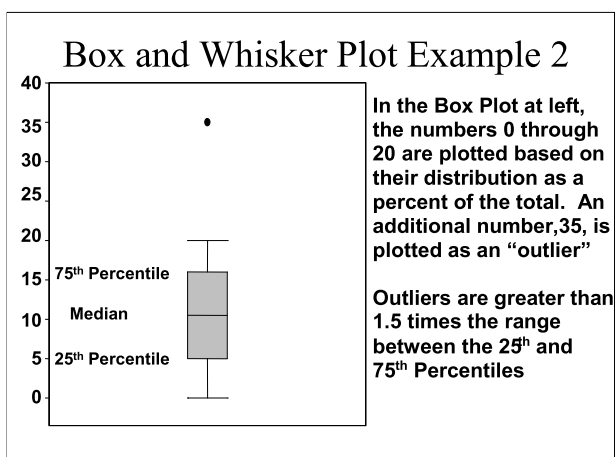 Box and Whisker Plot Example 2
40
35
30
25
20
15
10
5
0
75th Percentile
Median
25th Percentile
In the Box Plot at left,
the numbers 0 through
20 are plotted based on
their distribution as a
percent of the total. An
additional number,35, is
plotted as an “outlier”
Outliers are greater than
1.5 times the range
between the 25th and
75th Percentiles